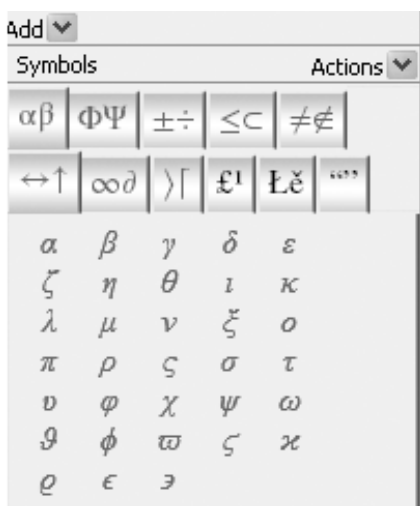 Add
Symbols Actions
αβ ΦΨ ±÷ ≤⊂ ≠∉
↔↑ ∞∂ ⟩⌈ £¹ Łě “”
α β γ δ ε
ζ η θ ι κ
λ μ ν ξ ο
π ρ ς σ τ
υ φ χ ψ ω
ϑ ϕ ϖ ϛ ϰ
ϱ ϵ ϶